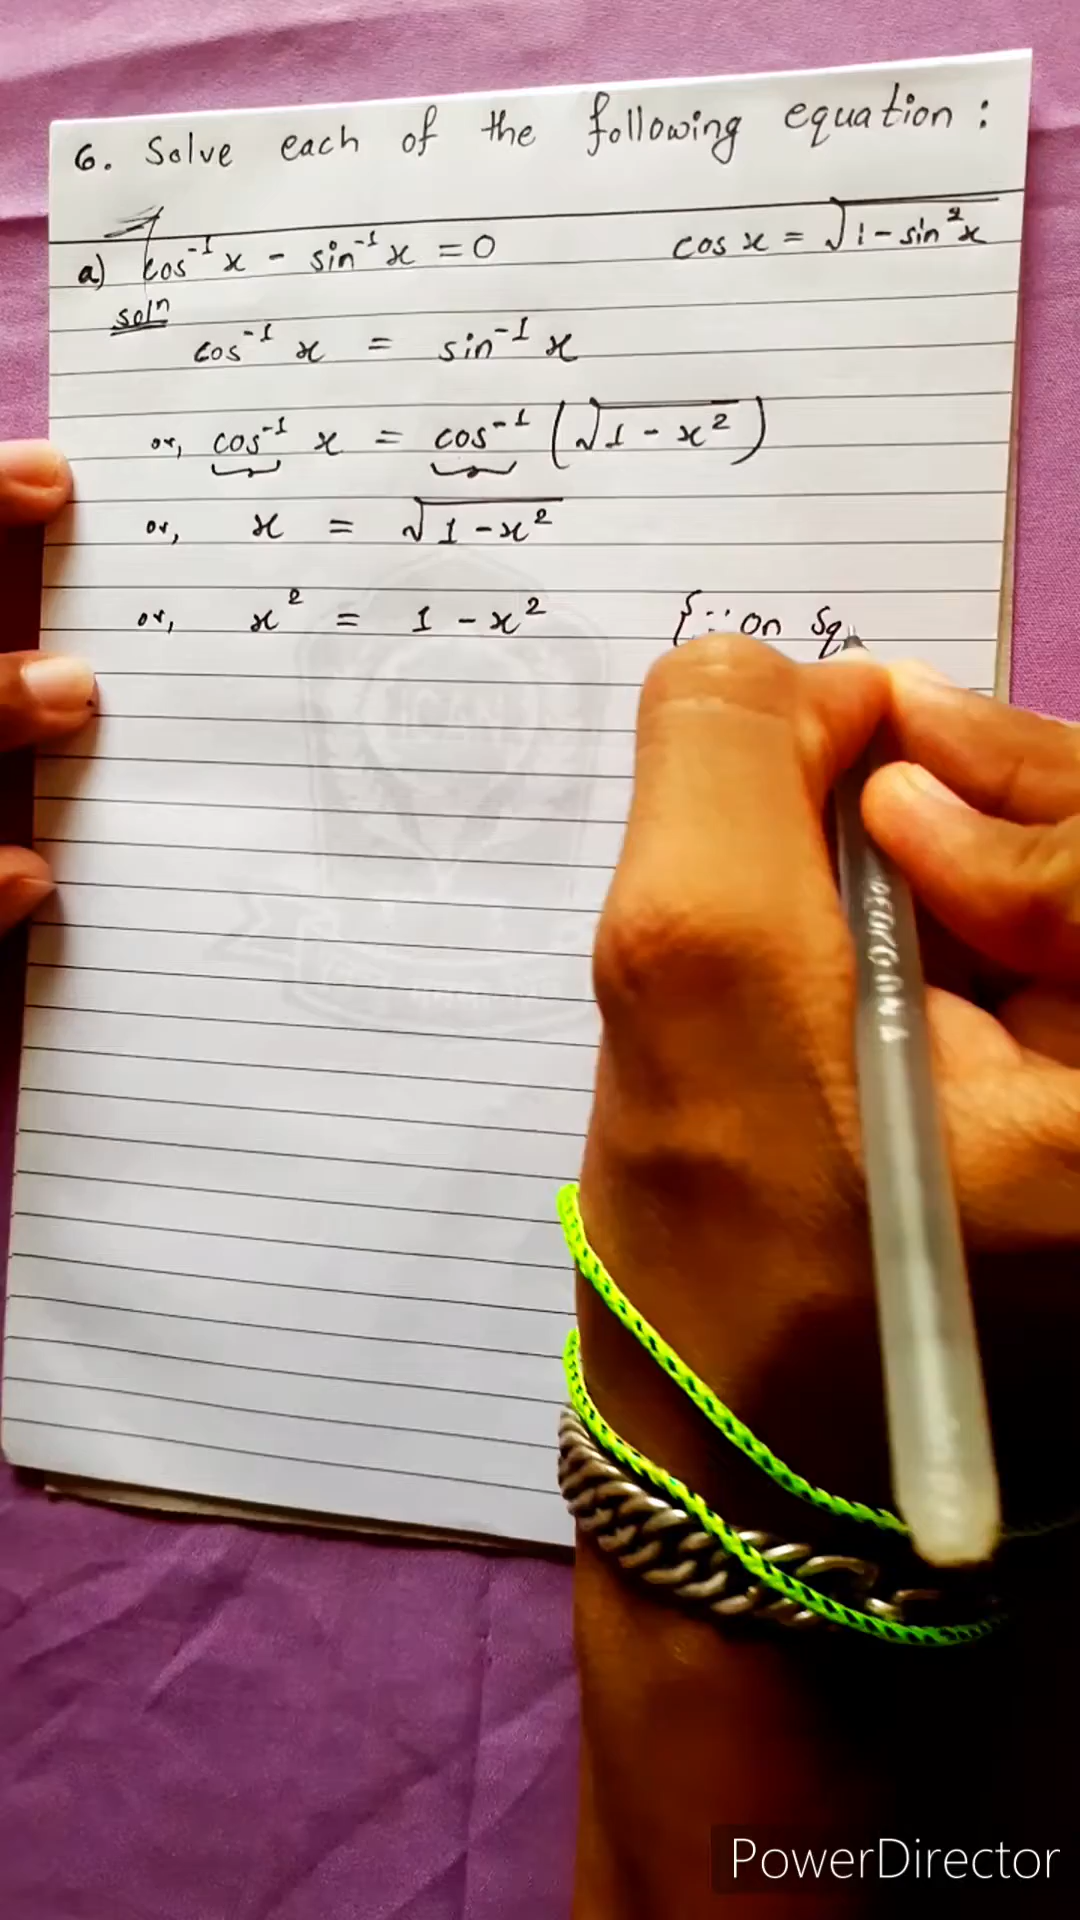 6. Solve each of the following equation :
a) cos⁻¹x - sin⁻¹x = 0
cos x = √1 - sin²x
solⁿ
cos⁻¹ x = sin⁻¹ x
or, cos⁻¹ x = cos⁻¹ (√1 - x²)
or, x = √1 - x²
or, x² = 1 - x² {∵ On Sq
PowerDirector